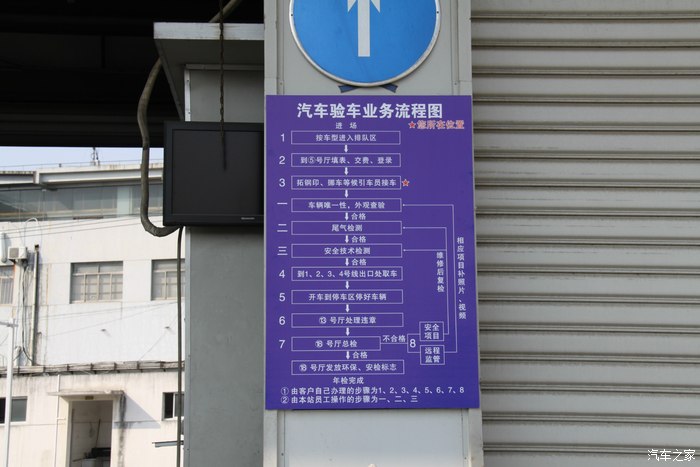 汽车验车业务流程图
进 场
☆您所在位置
1 按车型进入排队区
2 到⑤号厅填表、交费、登录
3 拓钢印、挪车等候引车员接车 ☆
一 车辆唯一性，外观查验
合格
二 尾气检测
合格
三 安全技术检测
合格
4 到1、2、3、4号线出口处取车
5 开车到停车区停好车辆
6 ⑬号厅处理违章
7 ⑱号厅总检
不合格
8
安全项目
远程监管
维修后复检
相应项目补照片、视频
合格
⑱号厅发放环保、安检标志
年检完成
① 由客户自己办理的步骤为1、2、3、4、5、6、7、8
② 由本站员工操作的步骤为一、二、三
汽车之家